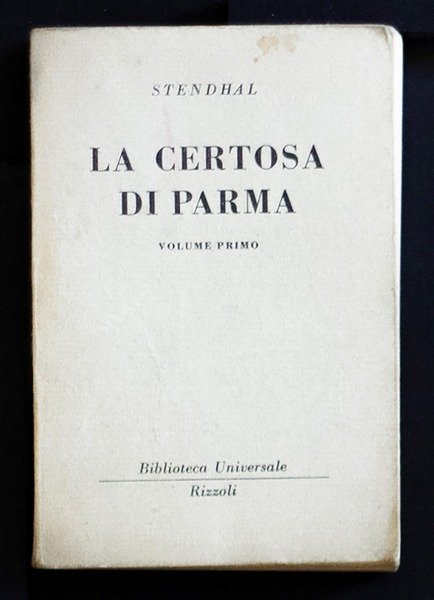 STENDHAL
LA CERTOSA
DI PARMA
VOLUME PRIMO
Biblioteca Universale
Rizzoli